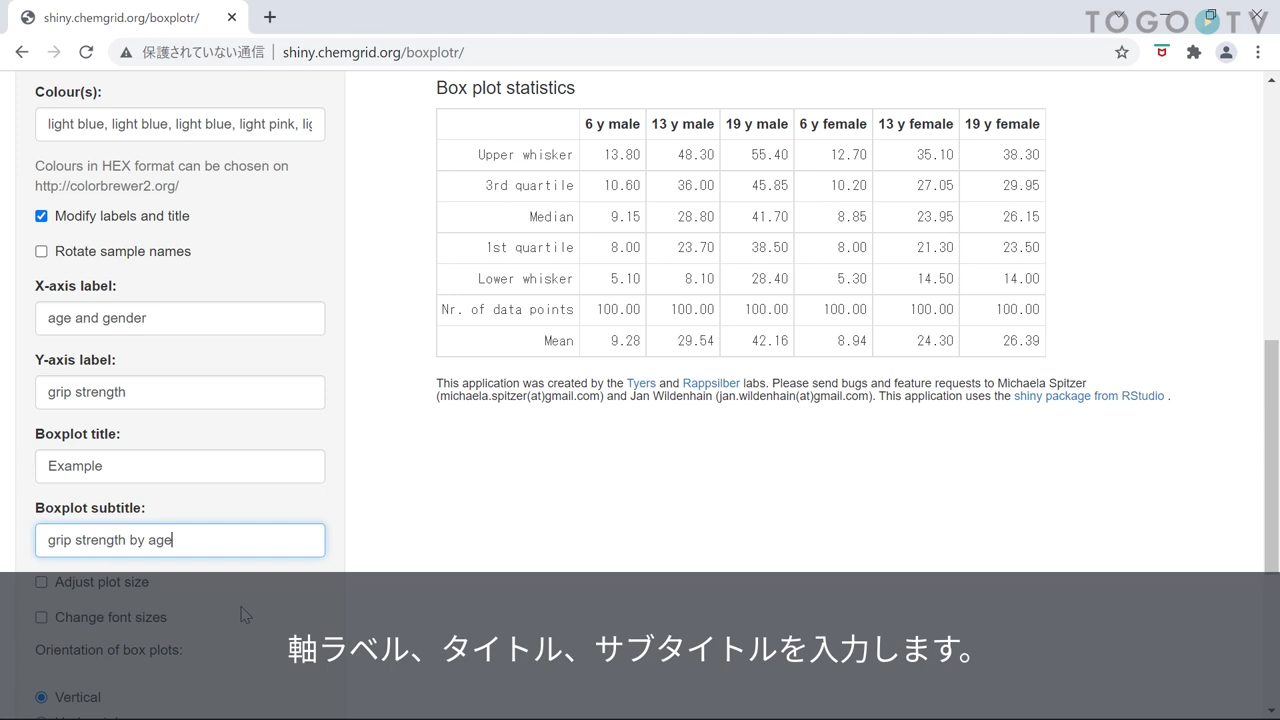 shiny.chemgrid.org/boxplotr/
TOGO TV
保護されていない通信 shiny.chemgrid.org/boxplotr/
Colour(s):
light blue, light blue, light blue, light pink, lig
Colours in HEX format can be chosen on
http://colorbrewer2.org/
Modify labels and title
Rotate sample names
X-axis label:
age and gender
Y-axis label:
grip strength
Boxplot title:
Example
Boxplot subtitle:
grip strength by age
Adjust plot size
Change font sizes
Orientation of box plots:
Vertical
Box plot statistics
6 y male 13 y male 19 y male 6 y female 13 y female 19 y female
Upper whisker 13.80 48.30 55.40 12.70 35.10 38.30
3rd quartile 10.60 36.00 45.85 10.20 27.05 29.95
Median 9.15 28.80 41.70 8.85 23.95 26.15
1st quartile 8.00 23.70 38.50 8.00 21.30 23.50
Lower whisker 5.10 8.10 28.40 5.30 14.50 14.00
Nr. of data points 100.00 100.00 100.00 100.00 100.00 100.00
Mean 9.28 29.54 42.16 8.94 24.30 26.39
This application was created by the Tyers and Rappsilber labs. Please send bugs and feature requests to Michaela Spitzer
(michaela.spitzer(at)gmail.com) and Jan Wildenhain (jan.wildenhain(at)gmail.com). This application uses the shiny package from RStudio .
軸ラベル、タイトル、サブタイトルを入力します。